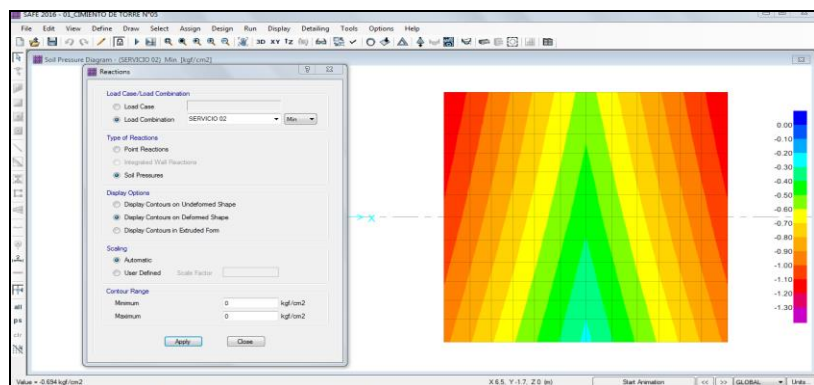 SAFE 2016 - 01_CIMIENTO DE TORRE N°05
File Edit View Define Draw Select Assign Design Run Display Detailing Tools Options Help
3D XY
Soil Pressure Diagram - (SERVICIO 02) Min. [kgf/cm2]
Reactions
Load Case/Load Combination
Load Case
Load Combination SERVICIO 02 Min
Type of Reactions
Point Reactions
Integrated Wall Reactions
Soil Pressures
Display Options
Display Contours on Undeformed Shape
Display Contours on Deformed Shape
Display Contours in Extruded Form
Scaling
Automatic
User Defined Scale Factor
Contour Range
Minimum 0 kgf/cm2
Maximum 0 kgf/cm2
Apply Close
X
0.00
-0.10
-0.20
-0.30
-0.40
-0.50
-0.60
-0.70
-0.80
-0.90
-1.00
-1.10
-1.20
-1.30
all
ps
clr
Value = -0.694 kgf/cm2 X 6.5, Y -1.7, Z 0 (m) Start Animation << >> GLOBAL Units...